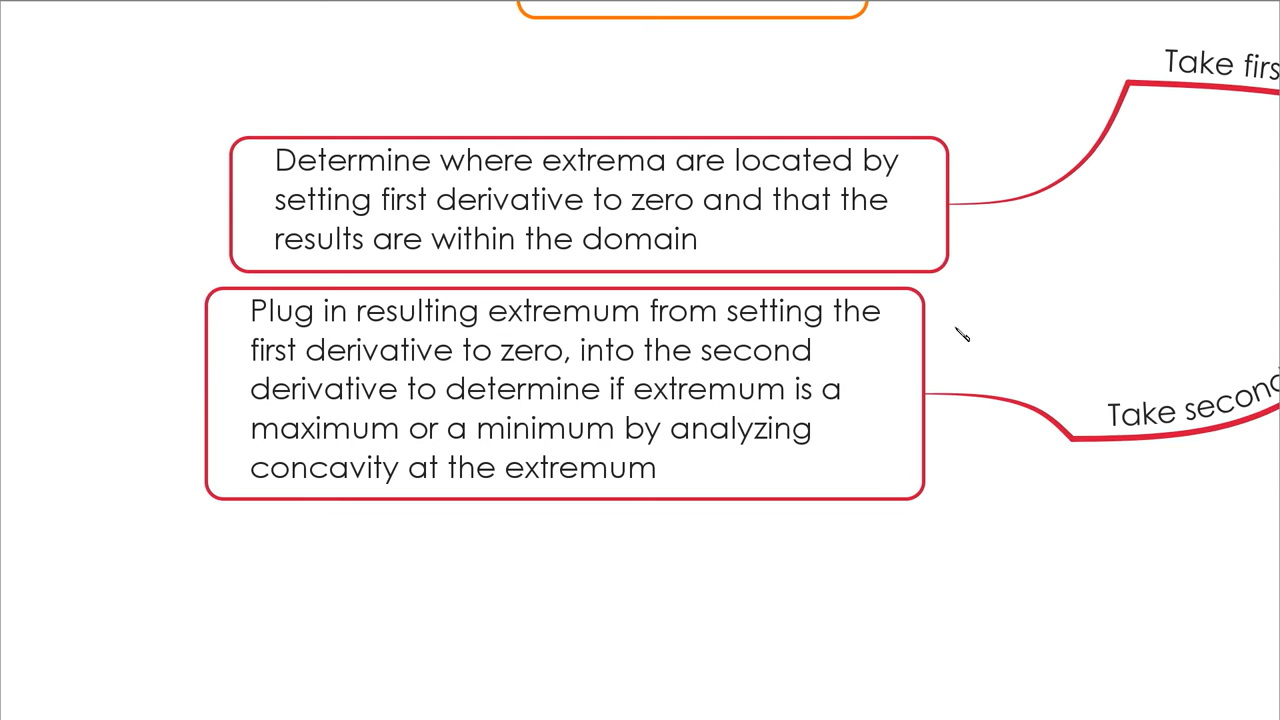 Take firs
Determine where extrema are located by
setting first derivative to zero and that the
results are within the domain
Plug in resulting extremum from setting the
first derivative to zero, into the second
derivative to determine if extremum is a
maximum or a minimum by analyzing
concavity at the extremum
Take second